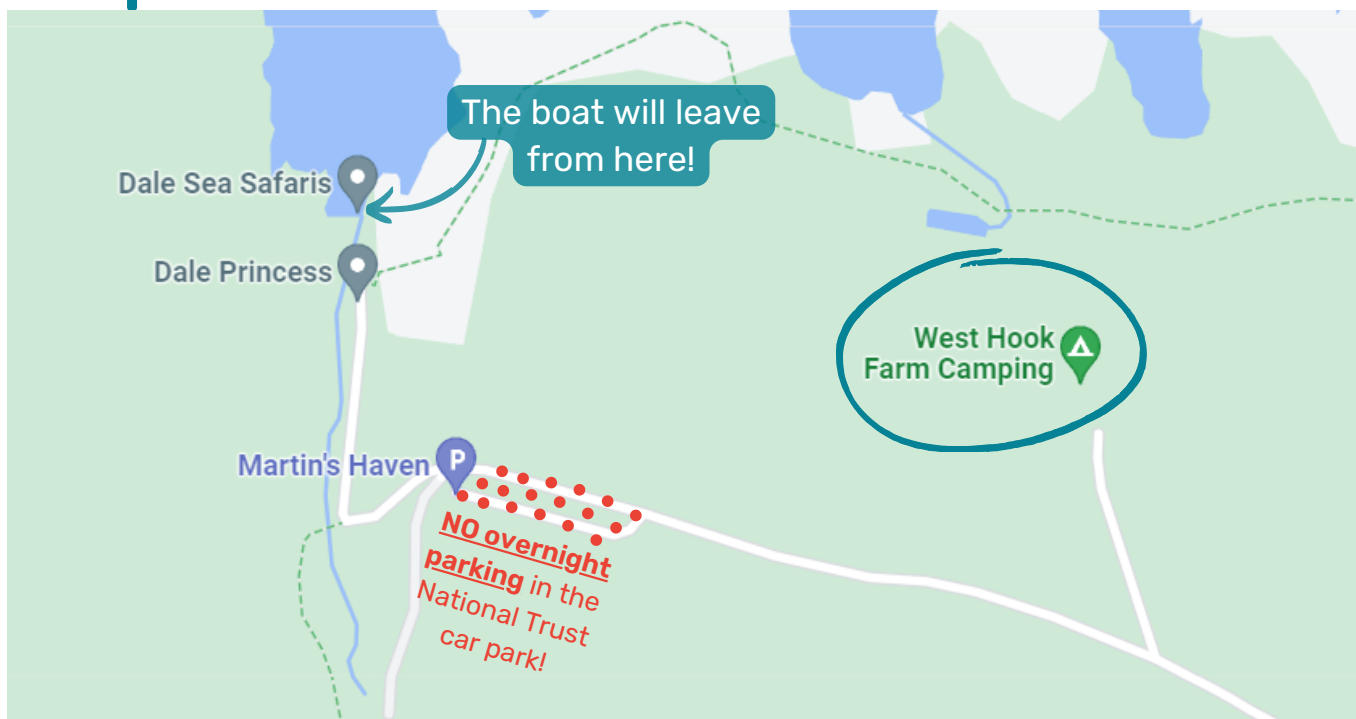 The boat will leave
from here!
Dale Sea Safaris
Dale Princess
West Hook
Farm Camping
Martin's Haven
P
NO overnight
parking in the
National Trust
car park!